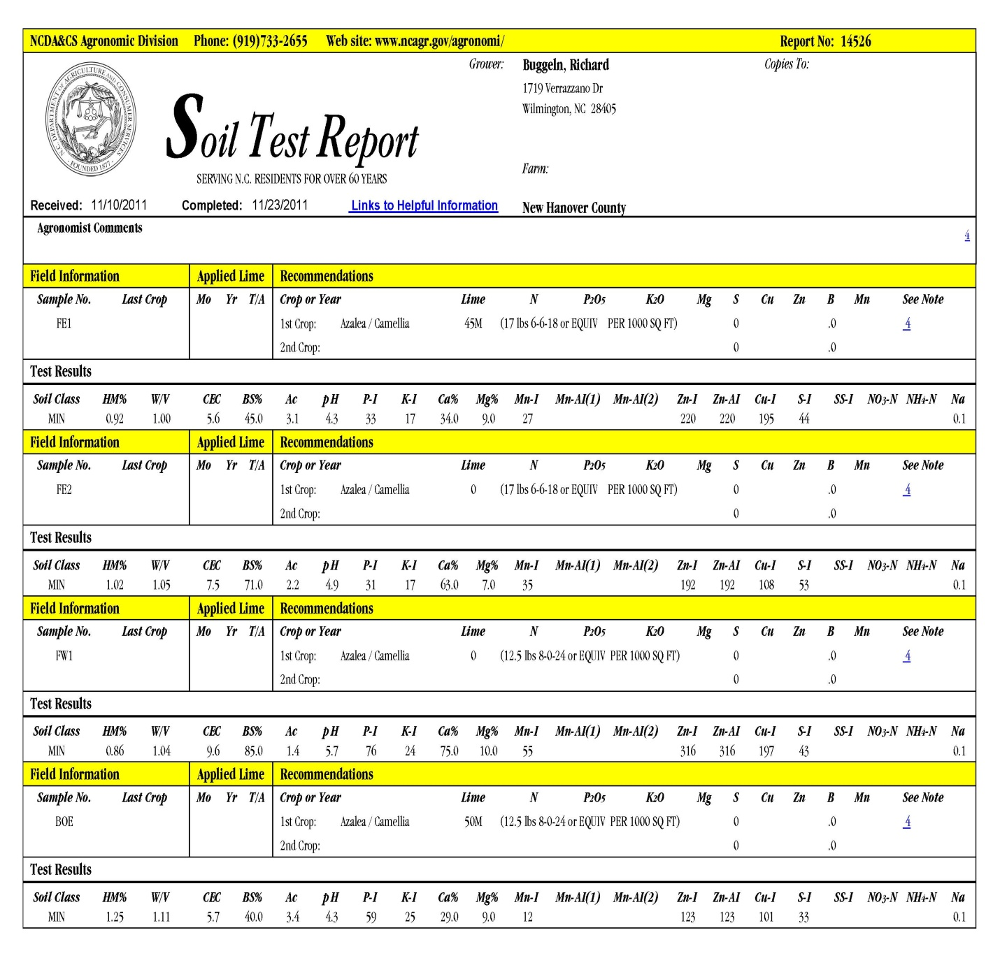 NCDA&CS Agronomic Division Phone: (919)733-2655 Web site: www.ncagr.gov/agronomi/ Report No: 14526
N.C. DEPARTMENT OF AGRICULTURE AND CONSUMER SERVICES
· FOUNDED 1877 ·
Grower: Buggeln, Richard Copies To:
1719 Verrazzano Dr
Wilmington, NC 28405
Soil Test Report
SERVING N.C. RESIDENTS FOR OVER 60 YEARS
Farm:
Received: 11/10/2011 Completed: 11/23/2011 Links to Helpful Information New Hanover County
Agronomist Comments 4
Field Information Applied Lime Recommendations
Sample No. Last Crop Mo Yr T/A Crop or Year Lime N P2O5 K2O Mg S Cu Zn B Mn See Note
FE1 1st Crop: Azalea / Camellia 45M (17 lbs 6-6-18 or EQUIV PER 1000 SQ FT) 0 .0 4
2nd Crop: 0 .0
Test Results
Soil Class HM% W/V CEC BS% Ac pH P-I K-I Ca% Mg% Mn-I Mn-AI(1) Mn-AI(2) Zn-I Zn-AI Cu-I S-I SS-I NO3-N NH4-N Na
MIN 0.92 1.00 5.6 45.0 3.1 4.3 33 17 34.0 9.0 27 220 220 195 44 0.1
Field Information Applied Lime Recommendations
Sample No. Last Crop Mo Yr T/A Crop or Year Lime N P2O5 K2O Mg S Cu Zn B Mn See Note
FE2 1st Crop: Azalea / Camellia 0 (17 lbs 6-6-18 or EQUIV PER 1000 SQ FT) 0 .0 4
2nd Crop: 0 .0
Test Results
Soil Class HM% W/V CEC BS% Ac pH P-I K-I Ca% Mg% Mn-I Mn-AI(1) Mn-AI(2) Zn-I Zn-AI Cu-I S-I SS-I NO3-N NH4-N Na
MIN 1.02 1.05 7.5 71.0 2.2 4.9 31 17 63.0 7.0 35 192 192 108 53 0.1
Field Information Applied Lime Recommendations
Sample No. Last Crop Mo Yr T/A Crop or Year Lime N P2O5 K2O Mg S Cu Zn B Mn See Note
FW1 1st Crop: Azalea / Camellia 0 (12.5 lbs 8-0-24 or EQUIV PER 1000 SQ FT) 0 .0 4
2nd Crop: 0 .0
Test Results
Soil Class HM% W/V CEC BS% Ac pH P-I K-I Ca% Mg% Mn-I Mn-AI(1) Mn-AI(2) Zn-I Zn-AI Cu-I S-I SS-I NO3-N NH4-N Na
MIN 0.86 1.04 9.6 85.0 1.4 5.7 76 24 75.0 10.0 55 316 316 197 43 0.1
Field Information Applied Lime Recommendations
Sample No. Last Crop Mo Yr T/A Crop or Year Lime N P2O5 K2O Mg S Cu Zn B Mn See Note
BOE 1st Crop: Azalea / Camellia 50M (12.5 lbs 8-0-24 or EQUIV PER 1000 SQ FT) 0 .0 4
2nd Crop: 0 .0
Test Results
Soil Class HM% W/V CEC BS% Ac pH P-I K-I Ca% Mg% Mn-I Mn-AI(1) Mn-AI(2) Zn-I Zn-AI Cu-I S-I SS-I NO3-N NH4-N Na
MIN 1.25 1.11 5.7 40.0 3.4 4.3 59 25 29.0 9.0 12 123 123 101 33 0.1